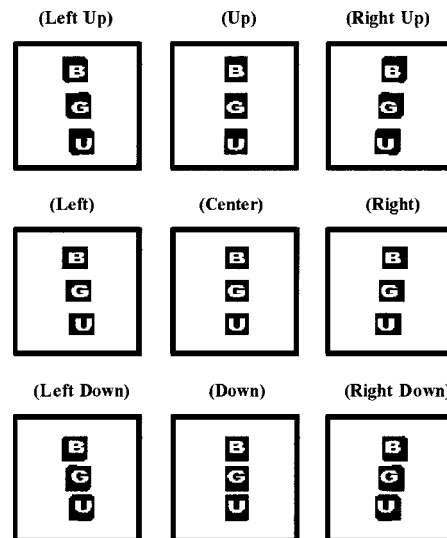 (Left Up) (Up) (Right Up)
B B B
G G G
U U U
(Left) (Center) (Right)
B B B
G G G
U U U
(Left Down) (Down) (Right Down)
B B B
G G G
U U U